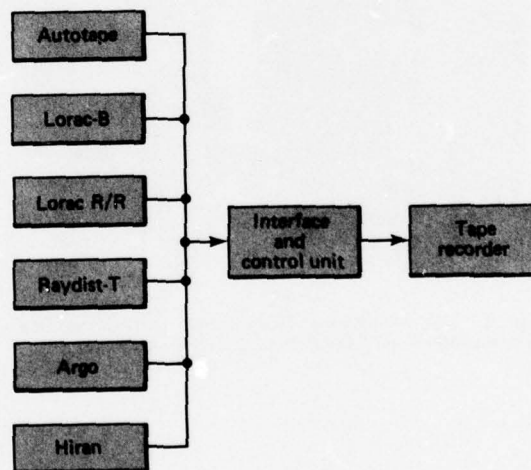 Autotape
Lorac-B
Lorac R/R
Raydist-T
Argo
Hiran
Interface
and
control unit
Tape
recorder